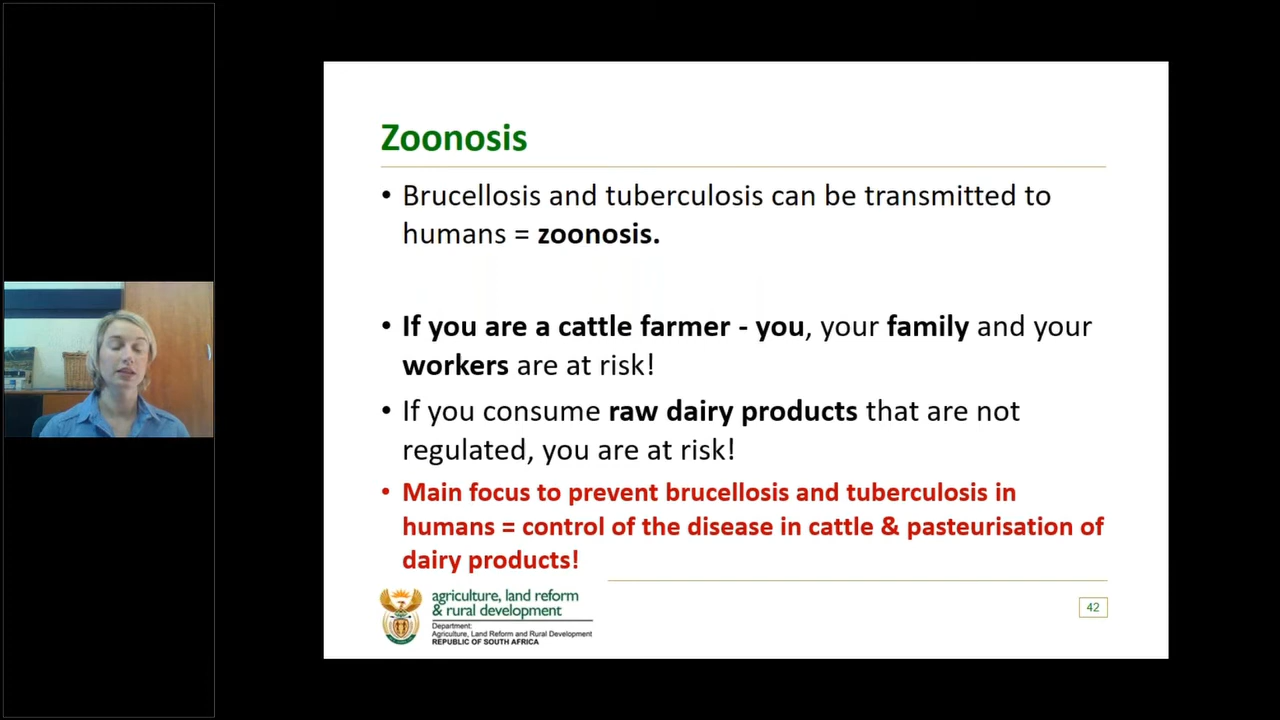 Zoonosis
• Brucellosis and tuberculosis can be transmitted to
humans = zoonosis.
• If you are a cattle farmer - you, your family and your
workers are at risk!
• If you consume raw dairy products that are not
regulated, you are at risk!
• Main focus to prevent brucellosis and tuberculosis in
humans = control of the disease in cattle & pasteurisation of
dairy products!
agriculture, land reform
& rural development
Department:
Agriculture, Land Reform and Rural Development
REPUBLIC OF SOUTH AFRICA
42